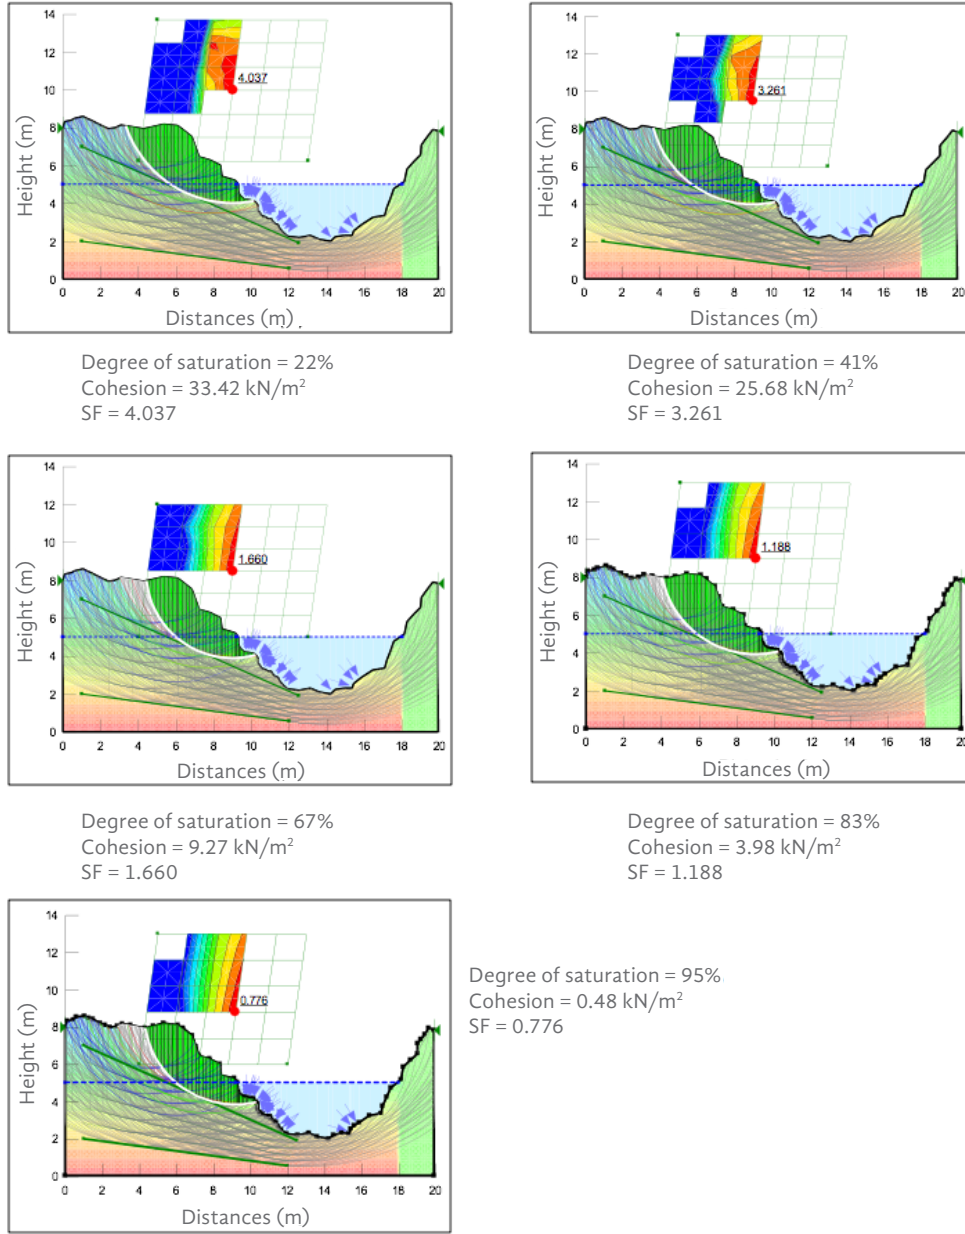 14
12
10
8
6
4
2
0
Height (m)
4.037
0 2 4 6 8 10 12 14 16 18 20
Distances (m)
Degree of saturation = 22%
Cohesion = 33.42 kN/m²
SF = 4.037
14
12
10
8
6
4
2
0
Height (m)
3.261
0 2 4 6 8 10 12 14 16 18 20
Distances (m)
Degree of saturation = 41%
Cohesion = 25.68 kN/m²
SF = 3.261
14
12
10
8
6
4
2
0
Height (m)
1.660
0 2 4 6 8 10 12 14 16 18 20
Distances (m)
Degree of saturation = 67%
Cohesion = 9.27 kN/m²
SF = 1.660
14
12
10
8
6
4
2
0
Height (m)
1.188
0 2 4 6 8 10 12 14 16 18 20
Distances (m)
Degree of saturation = 83%
Cohesion = 3.98 kN/m²
SF = 1.188
14
12
10
8
6
4
2
0
Height (m)
0.776
0 2 4 6 8 10 12 14 16 18 20
Distances (m)
Degree of saturation = 95%
Cohesion = 0.48 kN/m²
SF = 0.776